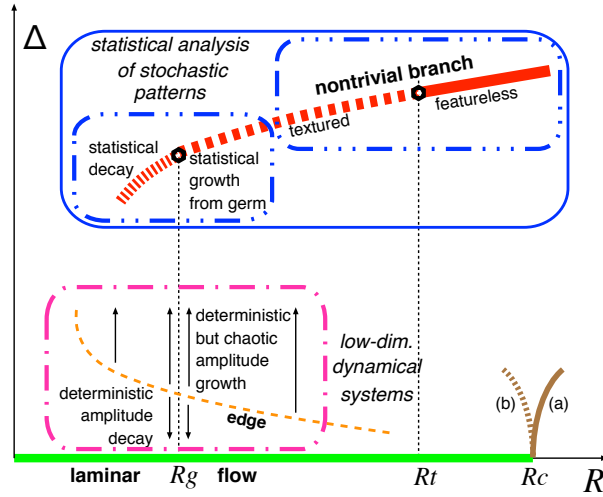 Δ
statistical analysis
of stochastic
patterns
nontrivial branch
textured
featureless
statistical
decay
statistical
growth
from germ
deterministic
but chaotic
amplitude
growth
low-dim.
dynamical
systems
deterministic
amplitude
decay
edge
(b)
(a)
laminar
Rg
flow
Rt
Rc
R